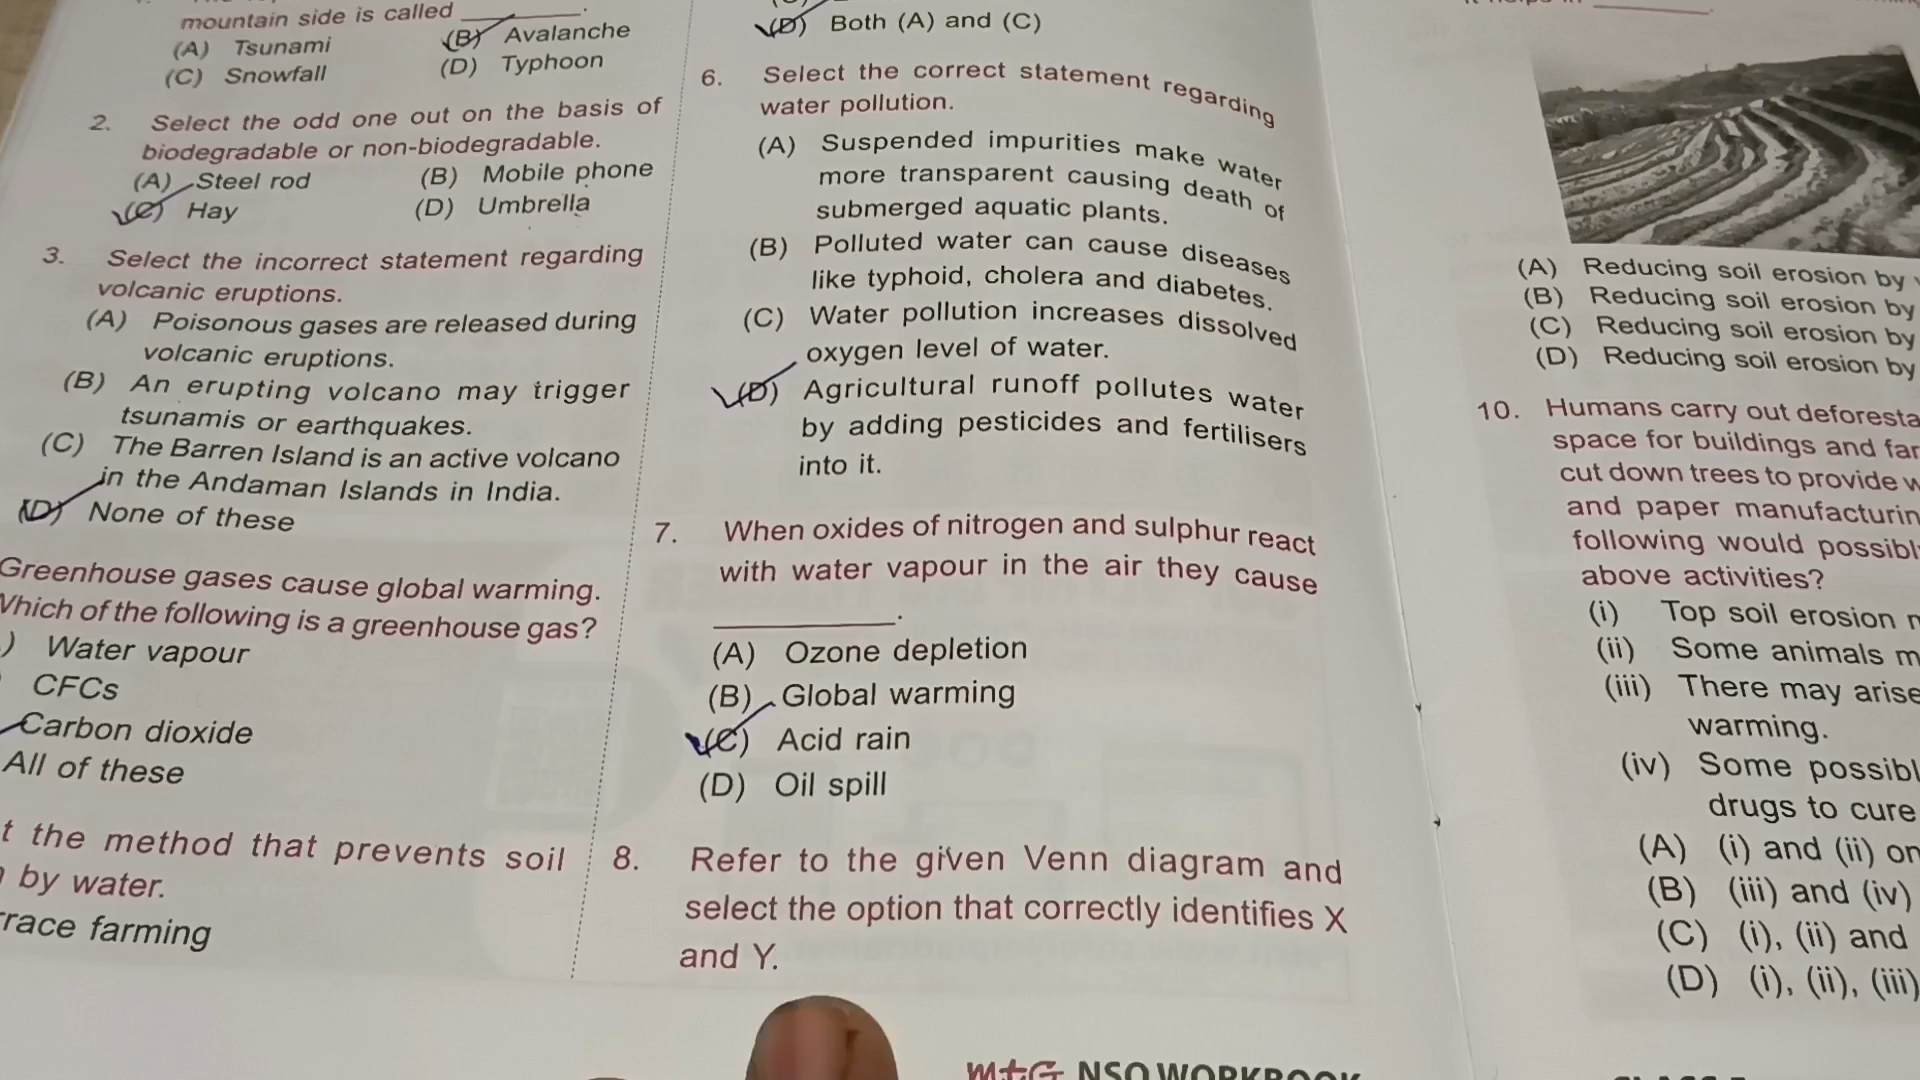 mountain side is called ________.
(A) Tsunami (B) Avalanche
(C) Snowfall (D) Typhoon
2. Select the odd one out on the basis of
biodegradable or non-biodegradable.
(A) Steel rod (B) Mobile phone
(C) Hay (D) Umbrella
3. Select the incorrect statement regarding
volcanic eruptions.
(A) Poisonous gases are released during
volcanic eruptions.
(B) An erupting volcano may trigger
tsunamis or earthquakes.
(C) The Barren Island is an active volcano
in the Andaman Islands in India.
(D) None of these
Greenhouse gases cause global warming.
Which of the following is a greenhouse gas?
) Water vapour
CFCs
Carbon dioxide
All of these
t the method that prevents soil
by water.
race farming
(D) Both (A) and (C)
6. Select the correct statement regarding
water pollution.
(A) Suspended impurities make water
more transparent causing death of
submerged aquatic plants.
(B) Polluted water can cause diseases
like typhoid, cholera and diabetes.
(C) Water pollution increases dissolved
oxygen level of water.
(D) Agricultural runoff pollutes water
by adding pesticides and fertilisers
into it.
7. When oxides of nitrogen and sulphur react
with water vapour in the air they cause
________.
(A) Ozone depletion
(B) Global warming
(C) Acid rain
(D) Oil spill
8. Refer to the given Venn diagram and
select the option that correctly identifies X
and Y.
mtG NSO WORKBOOK
(A) Reducing soil erosion by
(B) Reducing soil erosion by
(C) Reducing soil erosion by
(D) Reducing soil erosion by
10. Humans carry out deforesta
space for buildings and far
cut down trees to provide w
and paper manufacturin
following would possibl
above activities?
(i) Top soil erosion
(ii) Some animals m
(iii) There may arise
warming.
(iv) Some possibl
drugs to cure
(A) (i) and (ii) on
(B) (iii) and (iv)
(C) (i), (ii) and
(D) (i), (ii), (iii)